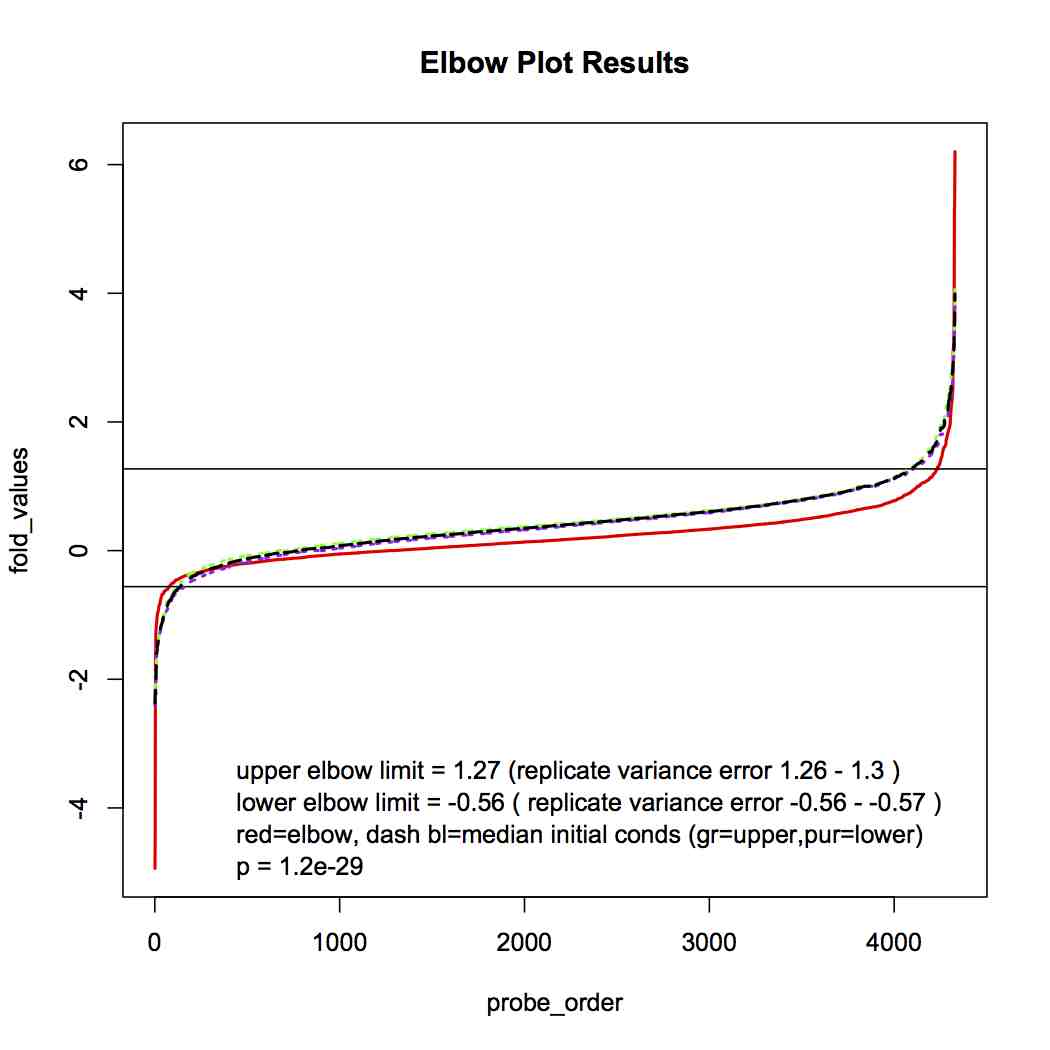 Elbow Plot Results
6
4
2
0
-2
-4
fold_values
upper elbow limit = 1.27 (replicate variance error 1.26 - 1.3 )
lower elbow limit = -0.56 ( replicate variance error -0.56 - -0.57 )
red=elbow, dash bl=median initial conds (gr=upper,pur=lower)
p = 1.2e-29
0 1000 2000 3000 4000
probe_order